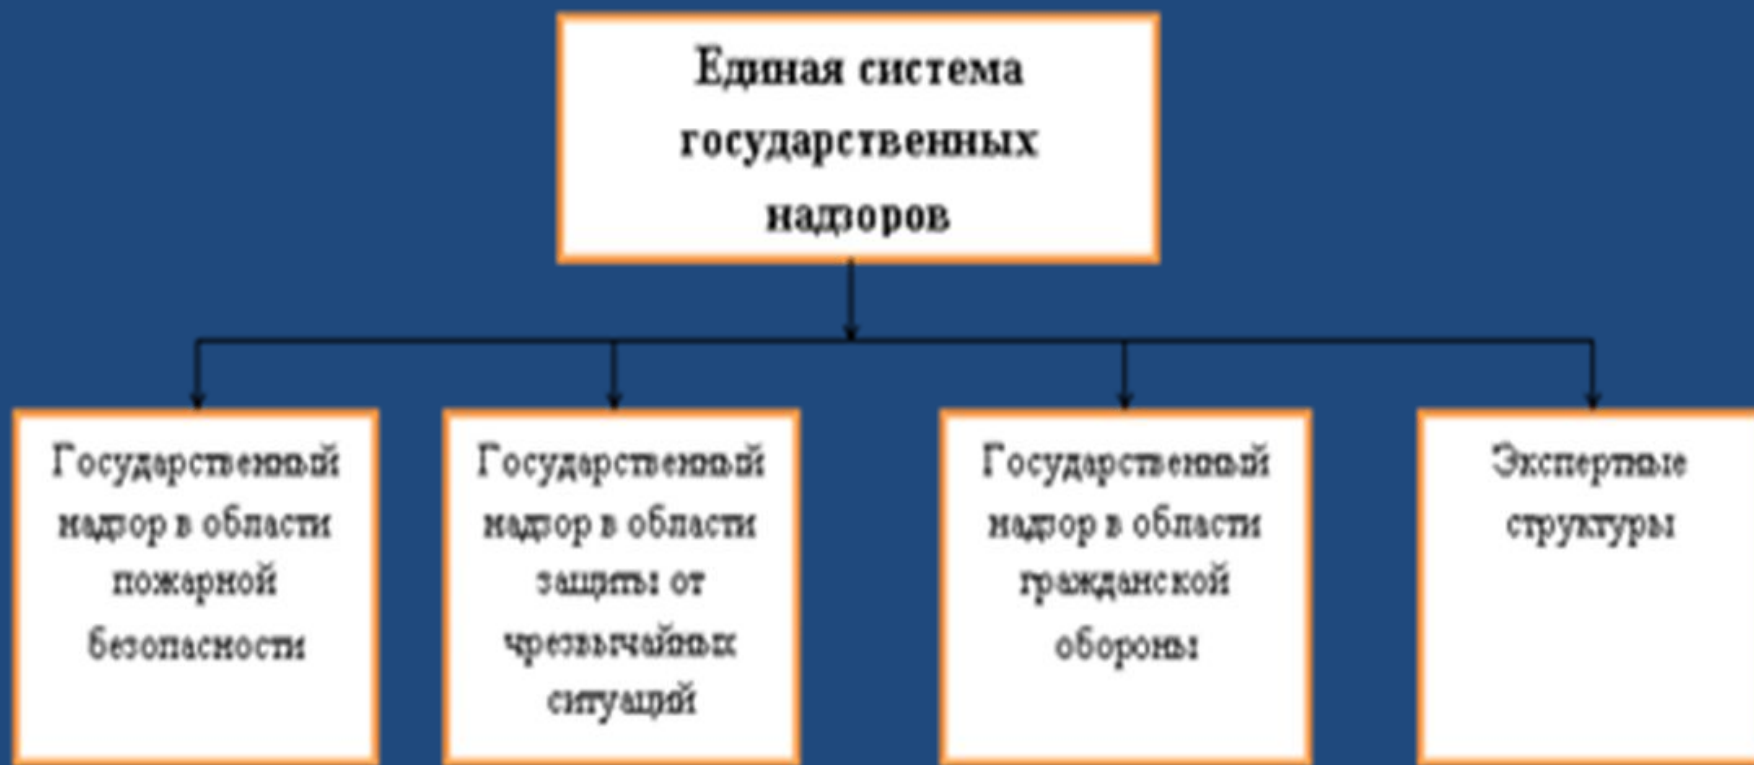 Единая система
государственных
надзоров
Государственный
надзор в области
пожарной
безопасности
Государственный
надзор в области
защиты от
чрезвычайных
ситуаций
Государственный
надзор в области
гражданской
обороны
Экспертные
структуры